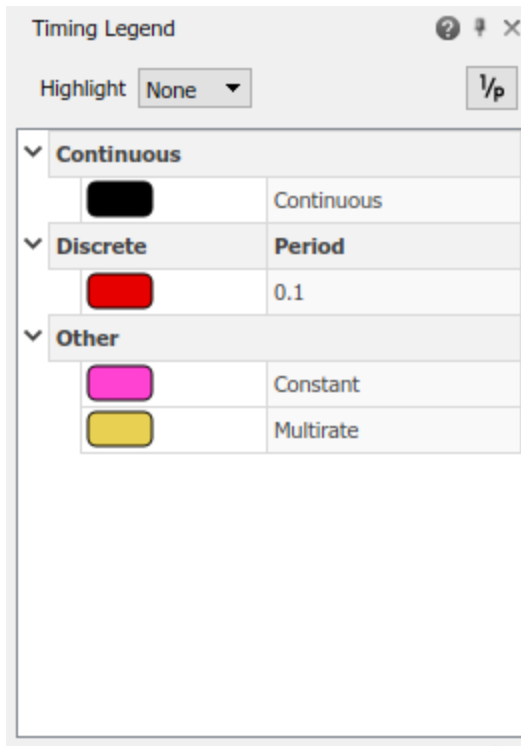 Timing Legend
Highlight None
1/P
Continuous
Continuous
Discrete Period
0.1
Other
Constant
Multirate